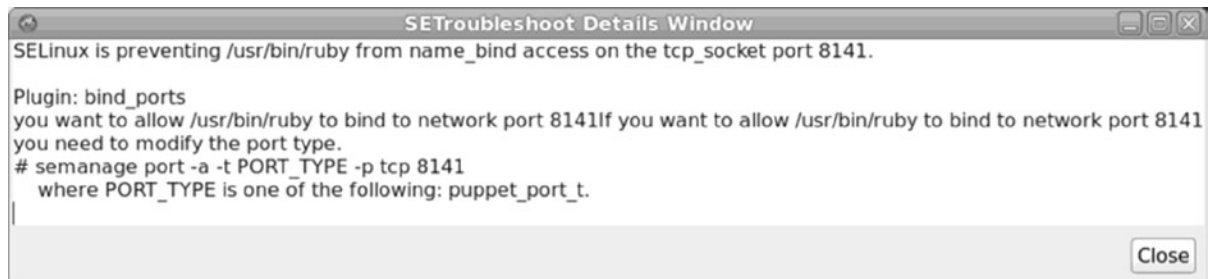 SETroubleshoot Details Window
SELinux is preventing /usr/bin/ruby from name_bind access on the tcp_socket port 8141.
Plugin: bind_ports
you want to allow /usr/bin/ruby to bind to network port 8141If you want to allow /usr/bin/ruby to bind to network port 8141
you need to modify the port type.
# semanage port -a -t PORT_TYPE -p tcp 8141
where PORT_TYPE is one of the following: puppet_port_t.
Close